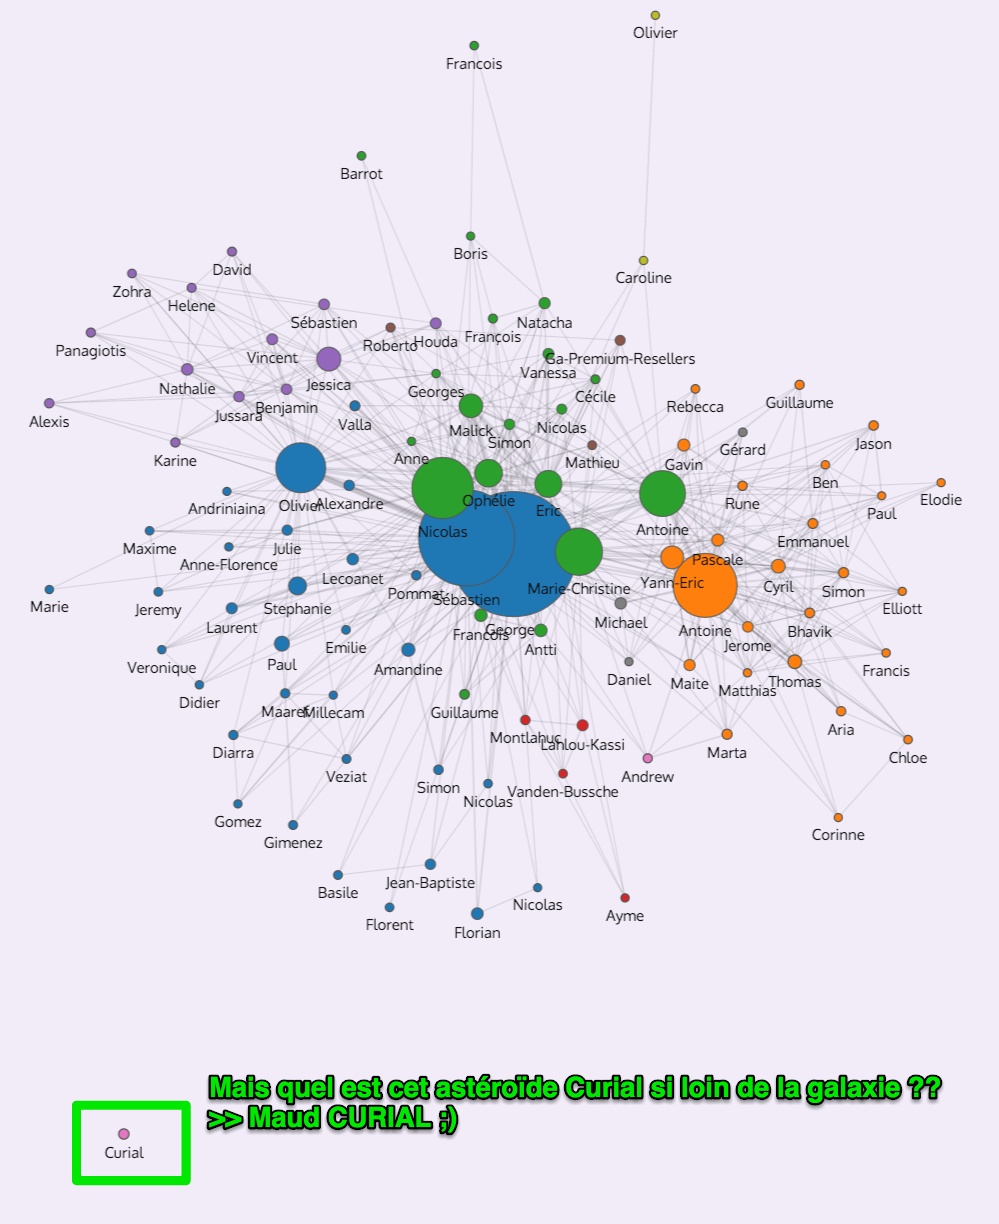 Olivier
Francois
Barrot
Boris
Caroline
David
Zohra
Helene
Sébastien
Natacha
Roberto
Houda
François
Panagiotis
Vincent
Vanessa
Ga-Premium-Resellers
Nathalie
Jessica
Georges
Cécile
Rebecca
Guillaume
Jussara
Benjamin
Alexis
Valla
Malick
Nicolas
Simon
Gérard
Jason
Karine
Anne
Mathieu
Gavin
Ben
Andriniaina
Olivier
Alexandre
Ophélie
Eric
Rune
Paul
Elodie
Nicolas
Antoine
Emmanuel
Maxime
Julie
Anne-Florence
Pascale
Lecoanet
Pommat
Marie-Christine
Yann-Eric
Cyril
Simon
Marie
Jeremy
Stephanie
Sébastien
Elliott
Laurent
Michael
Francois
George
Antoine
Bhavik
Emilie
Antti
Jerome
Veronique
Paul
Amandine
Francis
Daniel
Maite
Matthias
Thomas
Didier
Maaref
Millecam
Guillaume
Aria
Montlahuc
Lahlou-Kassi
Diarra
Marta
Chloe
Veziat
Andrew
Simon
Vanden-Bussche
Nicolas
Gomez
Corinne
Gimenez
Basile
Jean-Baptiste
Nicolas
Florent
Florian
Ayme
Mais quel est cet astéroïde Curial si loin de la galaxie ??
>> Maud CURIAL ;)
Curial